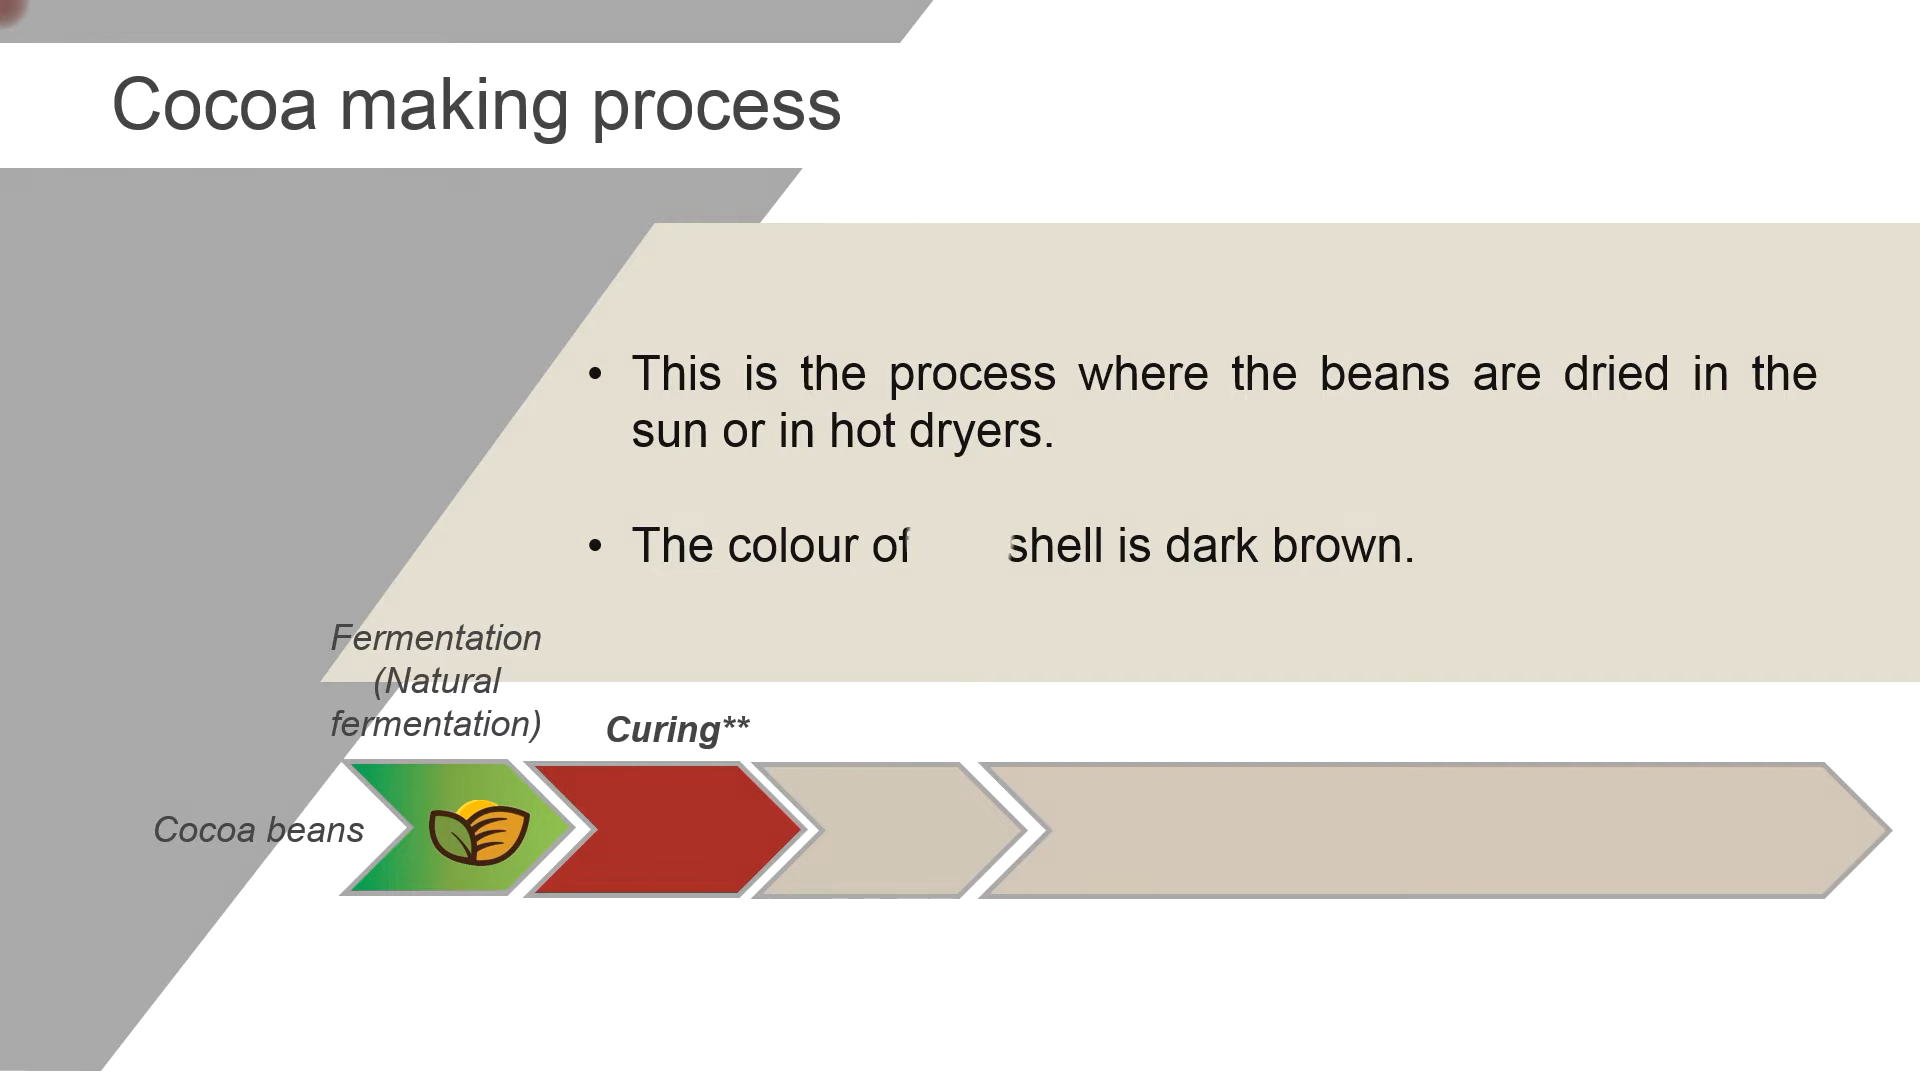 Cocoa making process
• This is the process where the beans are dried in the
sun or in hot dryers.
• The colour of shell is dark brown.
Fermentation
(Natural
fermentation)
Curing**
Cocoa beans